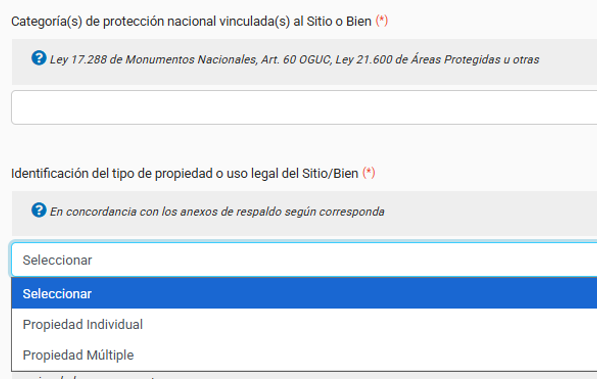 Categoría(s) de protección nacional vinculada(s) al Sitio o Bien (*)
Ley 17.288 de Monumentos Nacionales, Art. 60 OGUC, Ley 21.600 de Áreas Protegidas u otras
Identificación del tipo de propiedad o uso legal del Sitio/Bien (*)
En concordancia con los anexos de respaldo según corresponda
Seleccionar
Seleccionar
Propiedad Individual
Propiedad Múltiple